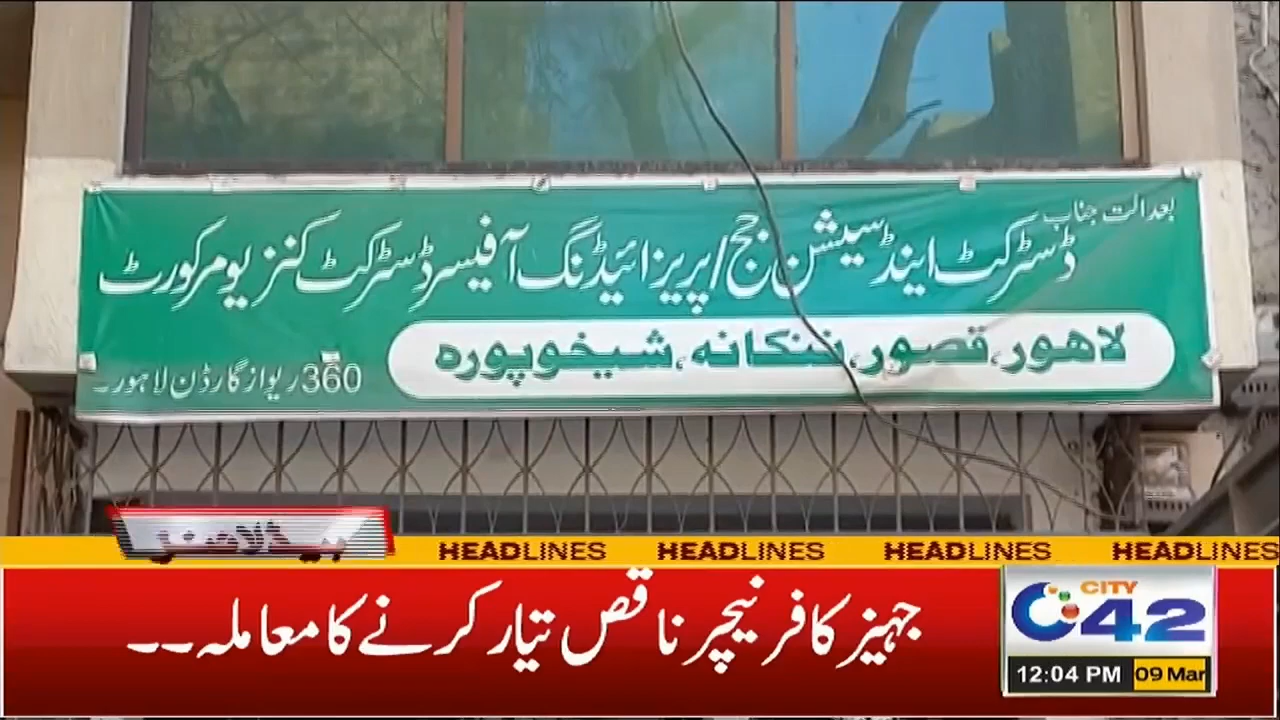 بعدالت جناب
ڈسٹرکٹ اینڈ سیشن جج/پریزائیڈنگ آفیسر ڈسٹرکٹ کنزیومر کورٹ
لاہور، قصور، ننکانہ، شیخوپورہ
360 ریواز گارڈن لاہور۔
ہیڈلائنز
HEADLINES HEADLINES HEADLINES HEADLINES
جہیز کا فرنیچر ناقص تیار کرنے کا معاملہ۔۔
CITY
42
12:04 PM 09 Mar